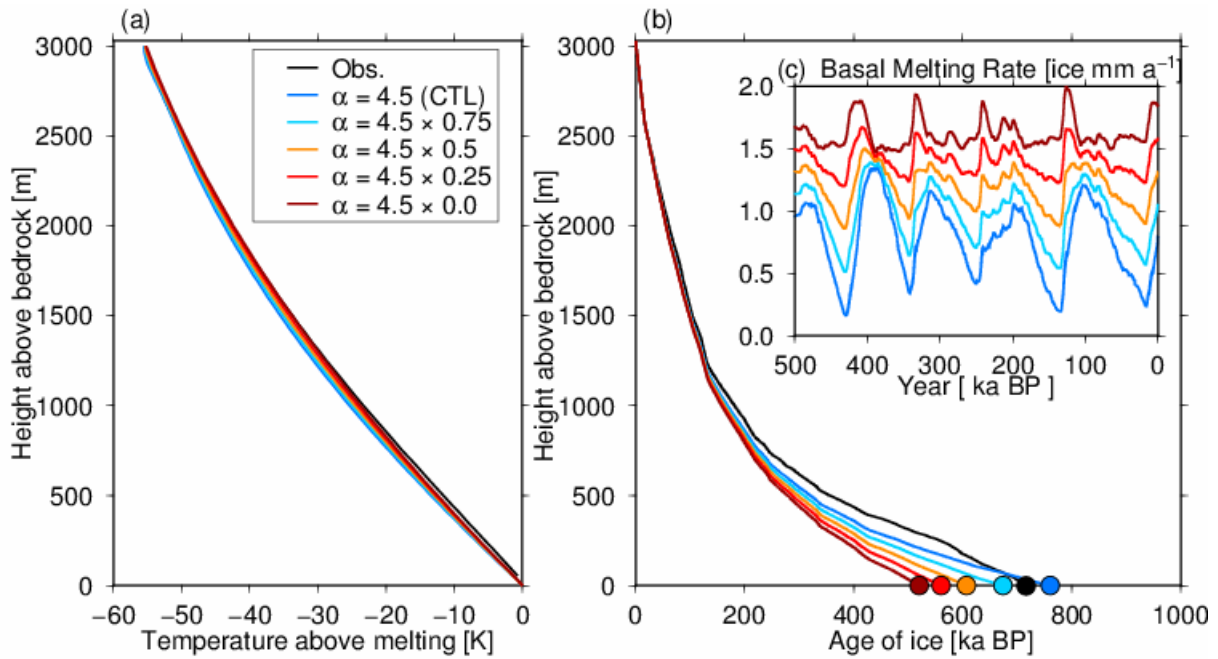 (a)
(b)
3000
2500
2000
1500
1000
500
0
Height above bedrock [m]
Obs.
α = 4.5 (CTL)
α = 4.5 × 0.75
α = 4.5 × 0.5
α = 4.5 × 0.25
α = 4.5 × 0.0
−60 −50 −40 −30 −20 −10 0
Temperature above melting [K]
3000
2500
2000
1500
1000
500
0
Height above bedrock [m]
(c) Basal Melting Rate [ice mm a⁻¹]
2.0
1.5
1.0
0.5
0.0
500 400 300 200 100 0
Year [ ka BP ]
0 200 400 600 800 1000
Age of ice [ka BP]